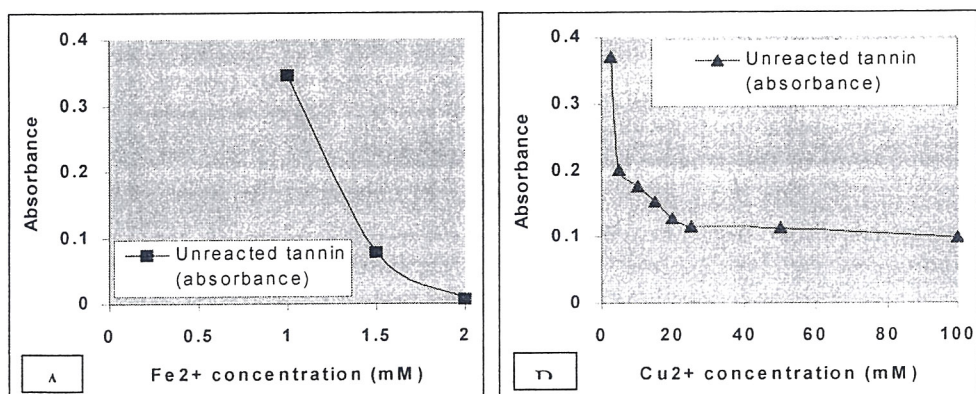 0.4
0.3
0.2
0.1
0
Absorbance
Unreacted tannin
(absorbance)
0 0.5 1 1.5 2
Fe2+ concentration (mM)
0.4
0.3
0.2
0.1
0
Absorbance
Unreacted tannin
(absorbance)
0 20 40 60 80 100
Cu2+ concentration (mM)